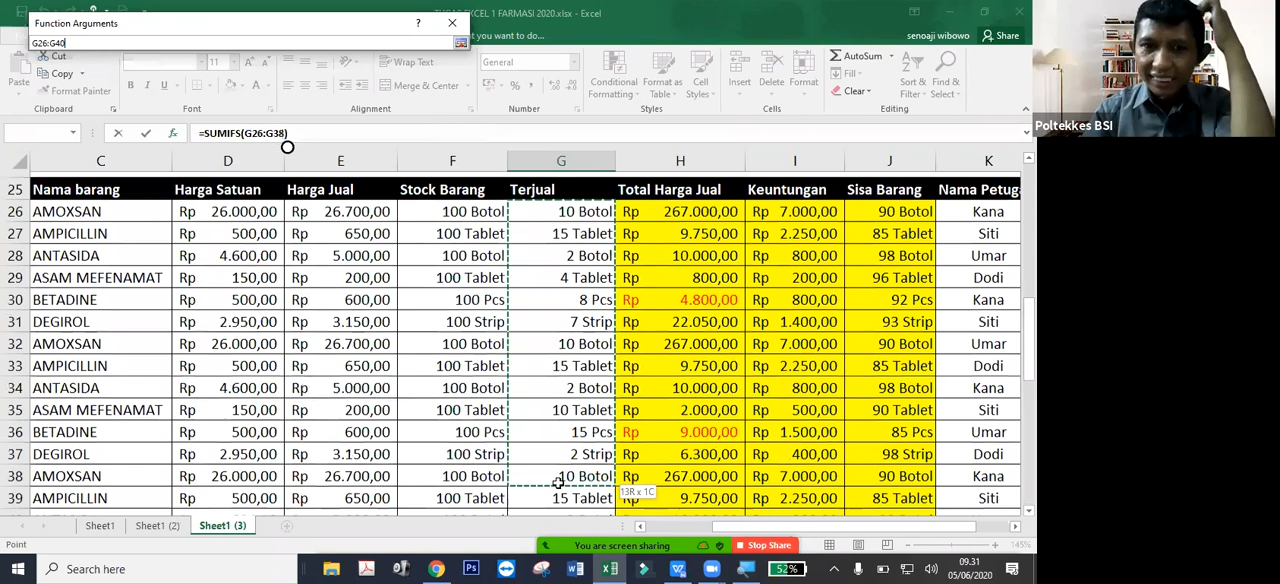 Function Arguments ? ×
G26:G40
TUGAS EXCEL 1 FARMASI 2020.xlsx - Excel
you want to do... senoaji wibowo Share
Cut Copy Format Painter Paste Clipboard
11 B I U Font
Wrap Text Merge & Center Alignment
General % , Number
Conditional Formatting Format as Table Cell Styles Styles
Insert Delete Format Cells
AutoSum Fill Clear Sort & Filter Find & Select Editing
Poltekkes BSI
fx =SUMIFS(G26:G38)
C D E F G H I J K
25 Nama barang Harga Satuan Harga Jual Stock Barang Terjual Total Harga Jual Keuntungan Sisa Barang Nama Petuga
26 AMOXSAN Rp 26.000,00 Rp 26.700,00 100 Botol 10 Botol Rp 267.000,00 Rp 7.000,00 90 Botol Kana
27 AMPICILLIN Rp 500,00 Rp 650,00 100 Tablet 15 Tablet Rp 9.750,00 Rp 2.250,00 85 Tablet Siti
28 ANTASIDA Rp 4.600,00 Rp 5.000,00 100 Botol 2 Botol Rp 10.000,00 Rp 800,00 98 Botol Umar
29 ASAM MEFENAMAT Rp 150,00 Rp 200,00 100 Tablet 4 Tablet Rp 800,00 Rp 200,00 96 Tablet Dodi
30 BETADINE Rp 500,00 Rp 600,00 100 Pcs 8 Pcs Rp 4.800,00 Rp 800,00 92 Pcs Kana
31 DEGIROL Rp 2.950,00 Rp 3.150,00 100 Strip 7 Strip Rp 22.050,00 Rp 1.400,00 93 Strip Siti
32 AMOXSAN Rp 26.000,00 Rp 26.700,00 100 Botol 10 Botol Rp 267.000,00 Rp 7.000,00 90 Botol Umar
33 AMPICILLIN Rp 500,00 Rp 650,00 100 Tablet 15 Tablet Rp 9.750,00 Rp 2.250,00 85 Tablet Dodi
34 ANTASIDA Rp 4.600,00 Rp 5.000,00 100 Botol 2 Botol Rp 10.000,00 Rp 800,00 98 Botol Kana
35 ASAM MEFENAMAT Rp 150,00 Rp 200,00 100 Tablet 10 Tablet Rp 2.000,00 Rp 500,00 90 Tablet Siti
36 BETADINE Rp 500,00 Rp 600,00 100 Pcs 15 Pcs Rp 9.000,00 Rp 1.500,00 85 Pcs Umar
37 DEGIROL Rp 2.950,00 Rp 3.150,00 100 Strip 2 Strip Rp 6.300,00 Rp 700,00 98 Strip Dodi
38 AMOXSAN Rp 26.000,00 Rp 26.700,00 100 Botol 10 Botol Rp 267.000,00 Rp 7.000,00 90 Botol Kana
39 AMPICILLIN Rp 500,00 Rp 650,00 100 Tablet 15 Tablet Rp 9.750,00 Rp 2.250,00 85 Tablet Siti
13R x 1C
Sheet1 Sheet1 (2) Sheet1 (3)
Point You are screen sharing Stop Share 145%
Type here to search 52% 09.31
05/06/2020